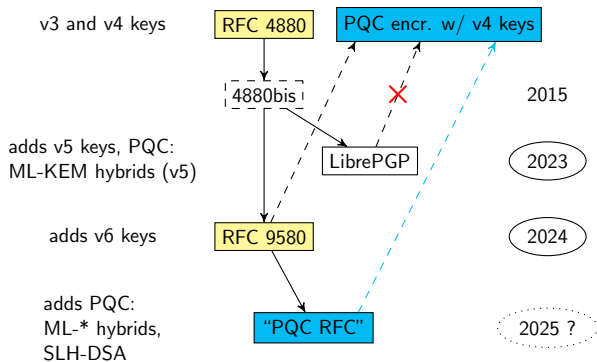 v3 and v4 keys
RFC 4880
PQC encr. w/ v4 keys
4880bis
2015
adds v5 keys, PQC:
ML-KEM hybrids (v5)
LibrePGP
2023
adds v6 keys
RFC 9580
2024
adds PQC:
ML-* hybrids,
SLH-DSA
“PQC RFC”
2025 ?